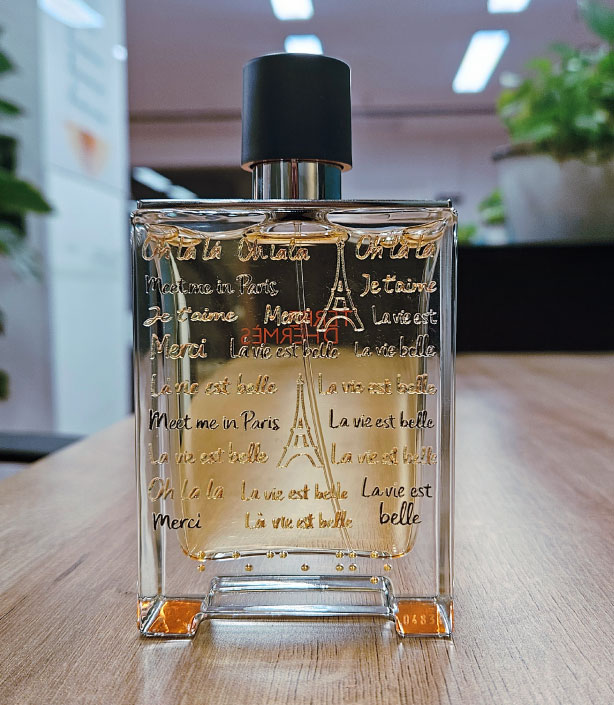 Oh la la Oh la la Oh la la
Meet me in Paris Je t'aime
Je t'aime Merci La vie est
Merci La vie est belle La vie belle
La vie est belle La vie est belle
Meet me in Paris La vie est belle
La vie est belle La vie est belle
Oh la la La vie est belle La vie est
Merci Là vie est belle belle
D'HERMÈS
0483